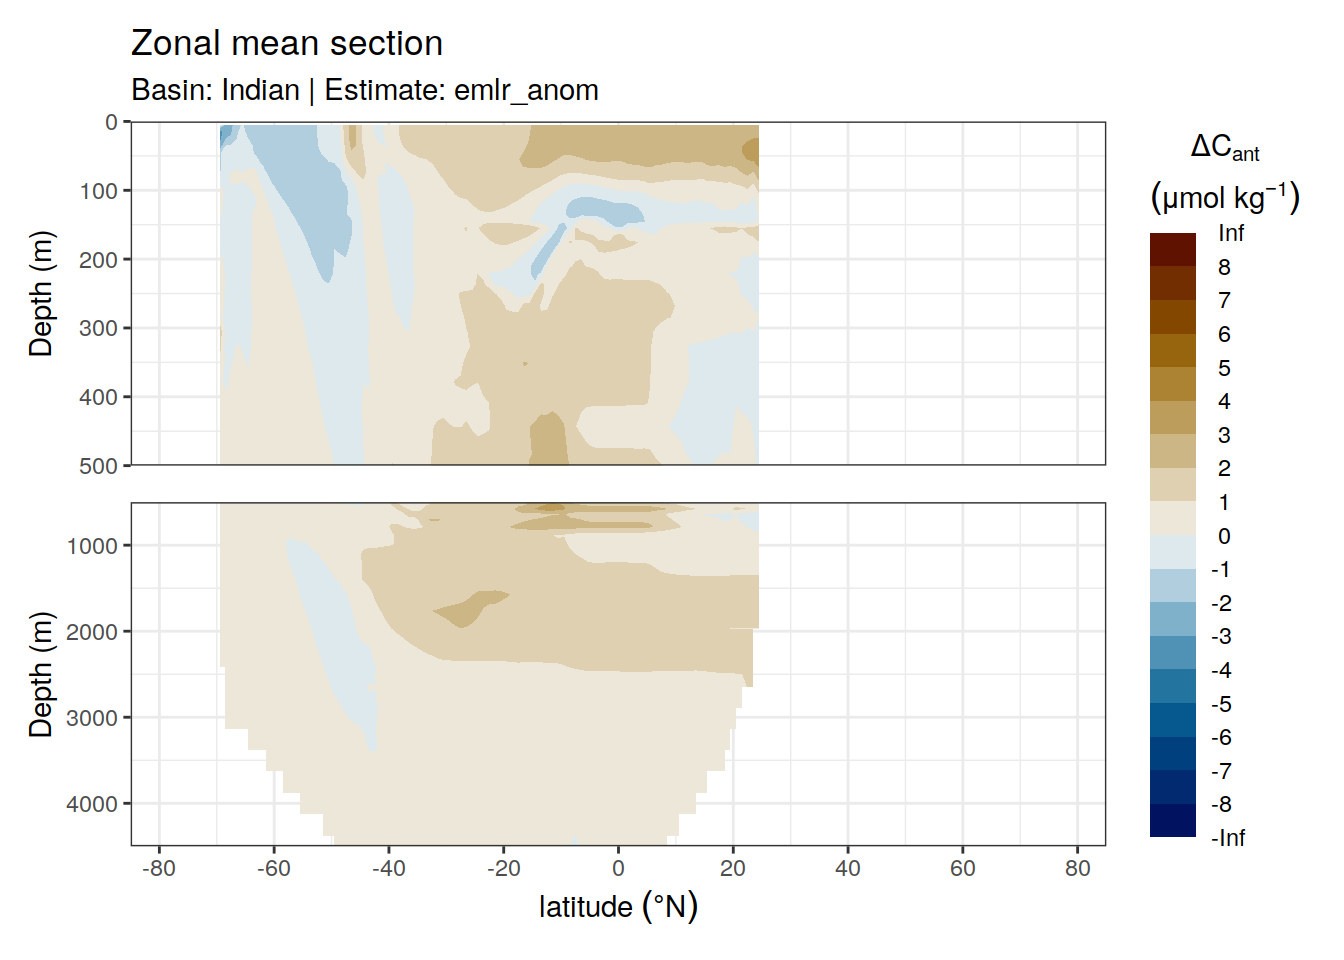 Zonal mean section
Basin: Indian | Estimate: emlr_anom
Depth (m)
0
100
200
300
400
500
Depth (m)
1000
2000
3000
4000
-80 -60 -40 -20 0 20 40 60 80
latitude (°N)
ΔCant
(μmol kg⁻¹)
Inf
8
7
6
5
4
3
2
1
0
-1
-2
-3
-4
-5
-6
-7
-8
-Inf